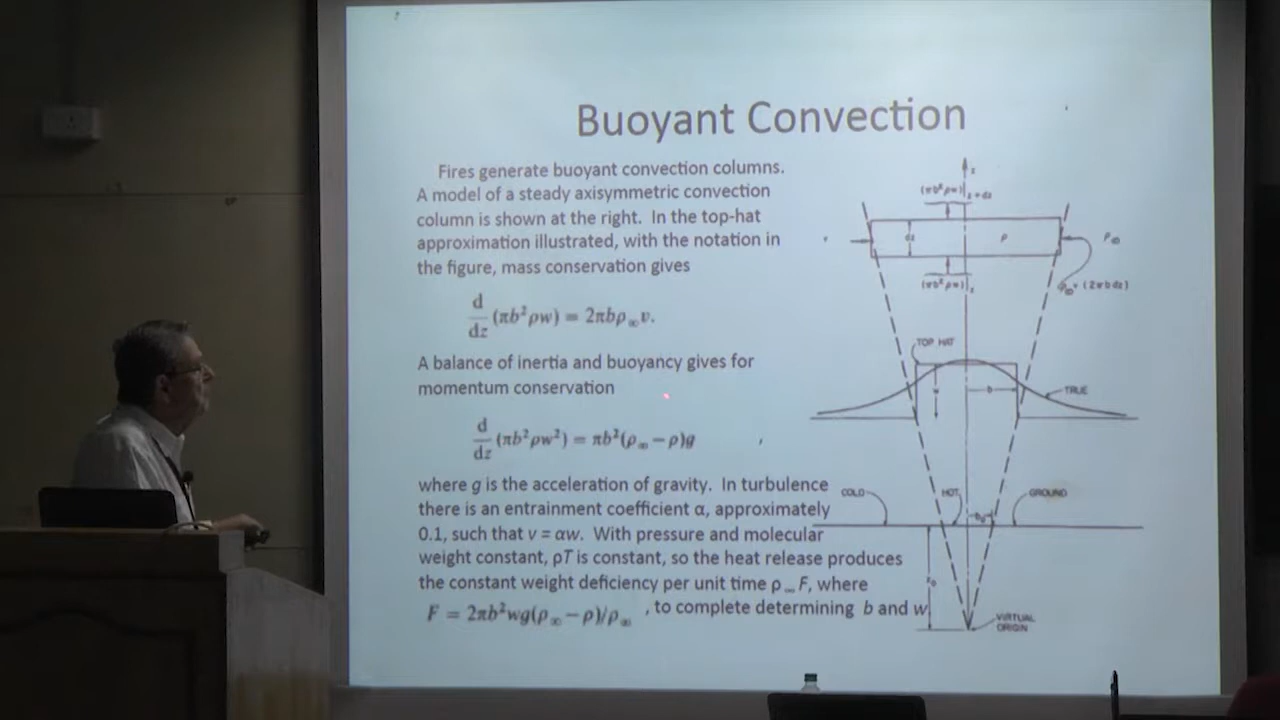 Buoyant Convection
Fires generate buoyant convection columns.
A model of a steady axisymmetric convection
column is shown at the right. In the top-hat
approximation illustrated, with the notation in
the figure, mass conservation gives
d/dz (πb²ρw) = 2πbρ∞v.
A balance of inertia and buoyancy gives for
momentum conservation
d/dz (πb²ρw²) = πb²(ρ∞−ρ)g
where g is the acceleration of gravity. In turbulence
there is an entrainment coefficient α, approximately
0.1, such that v = αw. With pressure and molecular
weight constant, ρT is constant, so the heat release produces
the constant weight deficiency per unit time ρ∞F, where
F = 2πb²wg(ρ∞−ρ)/ρ∞ , to complete determining b and w
z
(πb²ρw)|z+dz
dz
ρ
ρ∞
(πb²ρw)|z
TOP HAT
w
b
TRUE
COLD
HOT
GROUND
VIRTUAL
ORIGIN